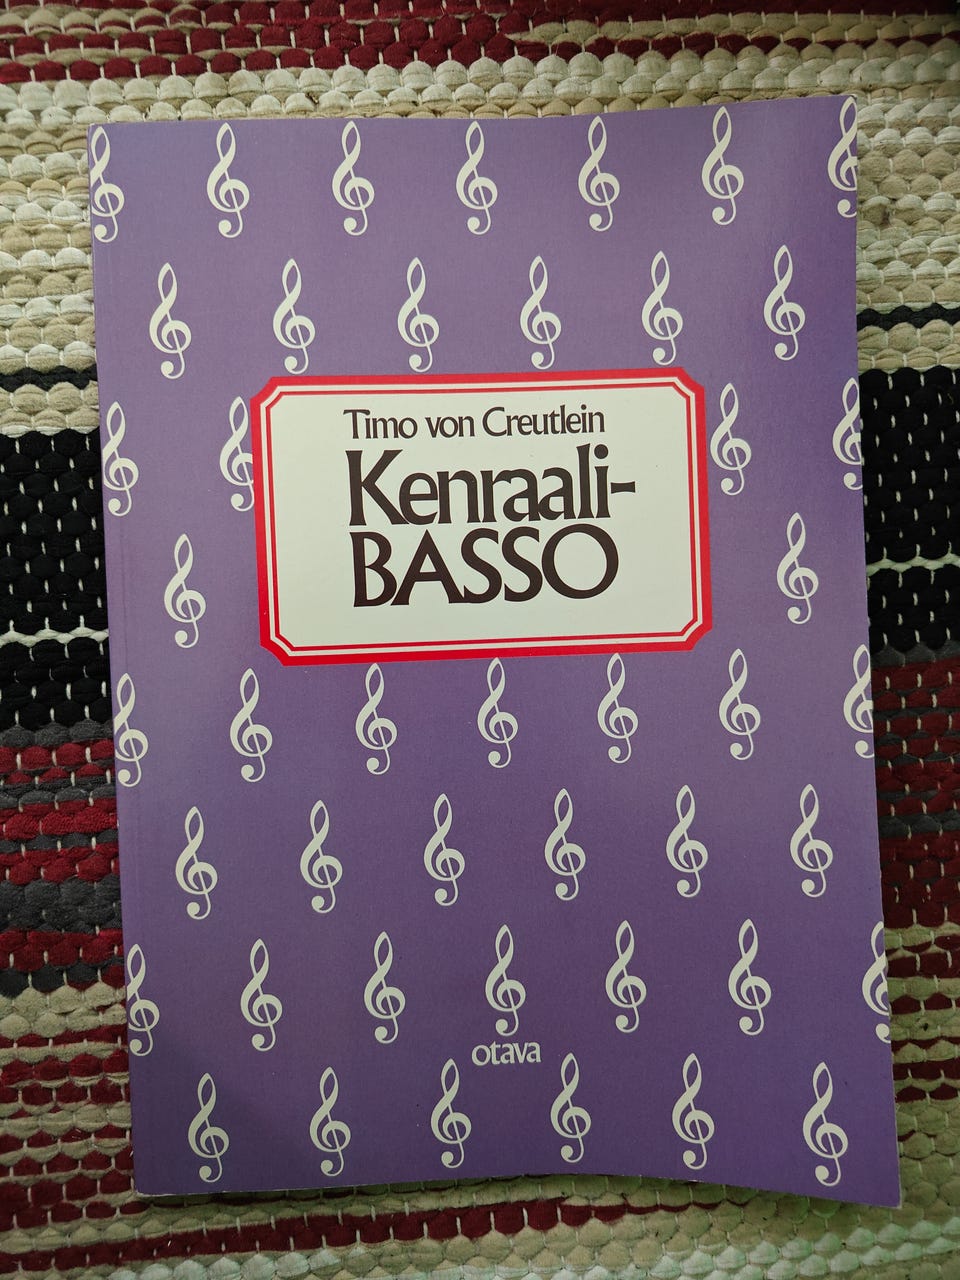 Timo von Creutlein
Kenraali-
BASSO
otava